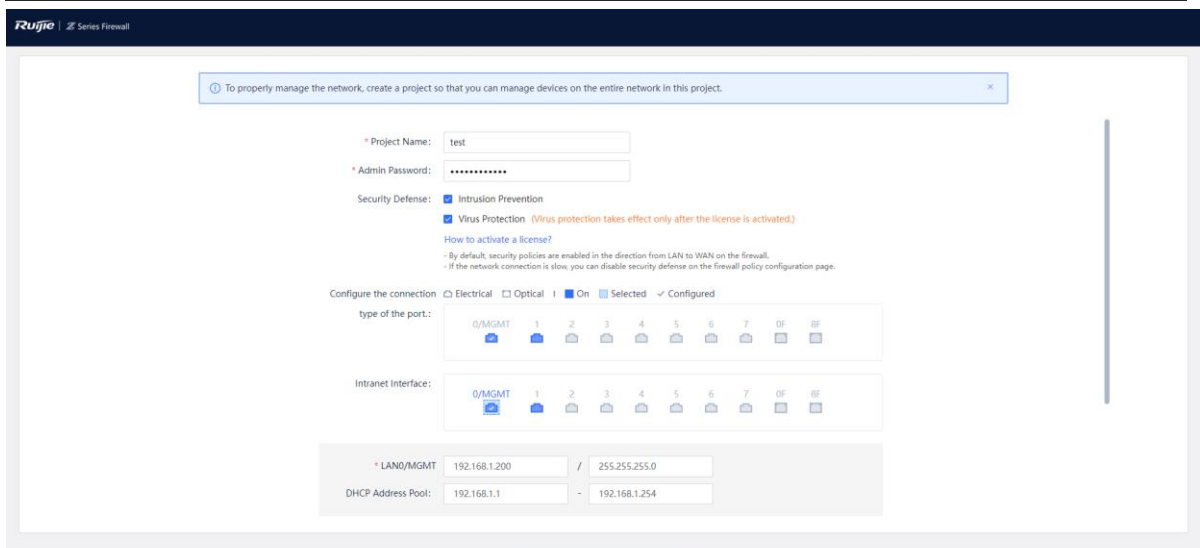 Ruijie | Z Series Firewall
To properly manage the network, create a project so that you can manage devices on the entire network in this project. ×
* Project Name: test
* Admin Password: ••••••••••••
Security Defense: Intrusion Prevention
Virus Protection (Virus protection takes effect only after the license is activated.)
How to activate a license?
- By default, security policies are enabled in the direction from LAN to WAN on the firewall.
- If the network connection is slow, you can disable security defense on the firewall policy configuration page.
Configure the connection Electrical Optical | On Selected ✓ Configured
type of the port.:
0/MGMT 1 2 3 4 5 6 7 0F 8F
Intranet Interface:
0/MGMT 1 2 3 4 5 6 7 0F 8F
* LAN0/MGMT 192.168.1.200 / 255.255.255.0
DHCP Address Pool: 192.168.1.1 - 192.168.1.254